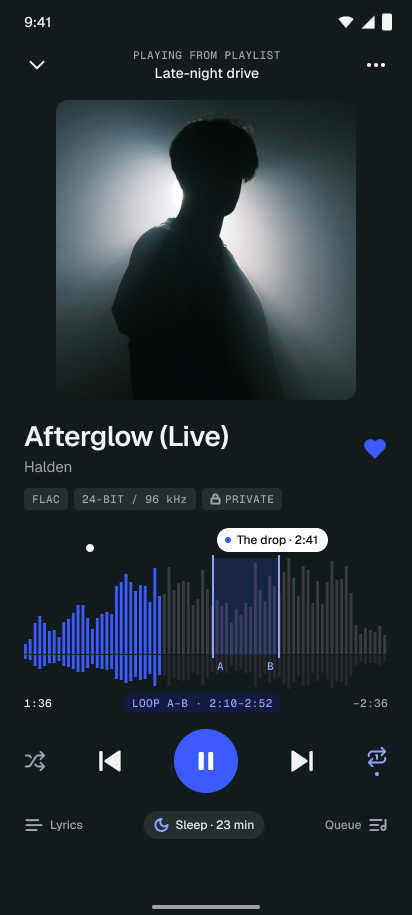 9:41
PLAYING FROM PLAYLIST
Late-night drive
Afterglow (Live)
Halden
FLAC 24-BIT / 96 kHz PRIVATE
The drop · 2:41
A B
1:36 LOOP A–B · 2:10–2:52 −2:36
1
Lyrics Sleep · 23 min Queue